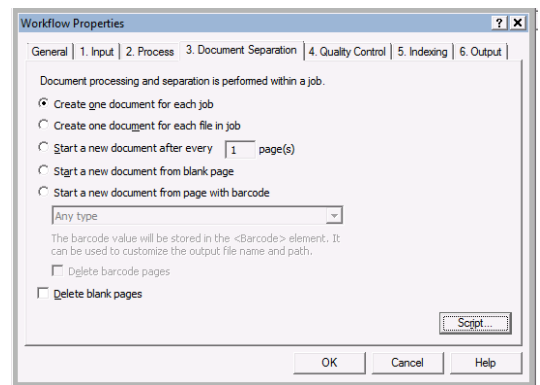 Workflow Properties
General 1. Input 2. Process 3. Document Separation 4. Quality Control 5. Indexing 6. Output
Document processing and separation is performed within a job.
Create one document for each job
Create one document for each file in job
Start a new document after every 1 page(s)
Start a new document from blank page
Start a new document from page with barcode
Any type
The barcode value will be stored in the <Barcode> element. It
can be used to customize the output file name and path.
Delete barcode pages
Delete blank pages
Script...
OK Cancel Help